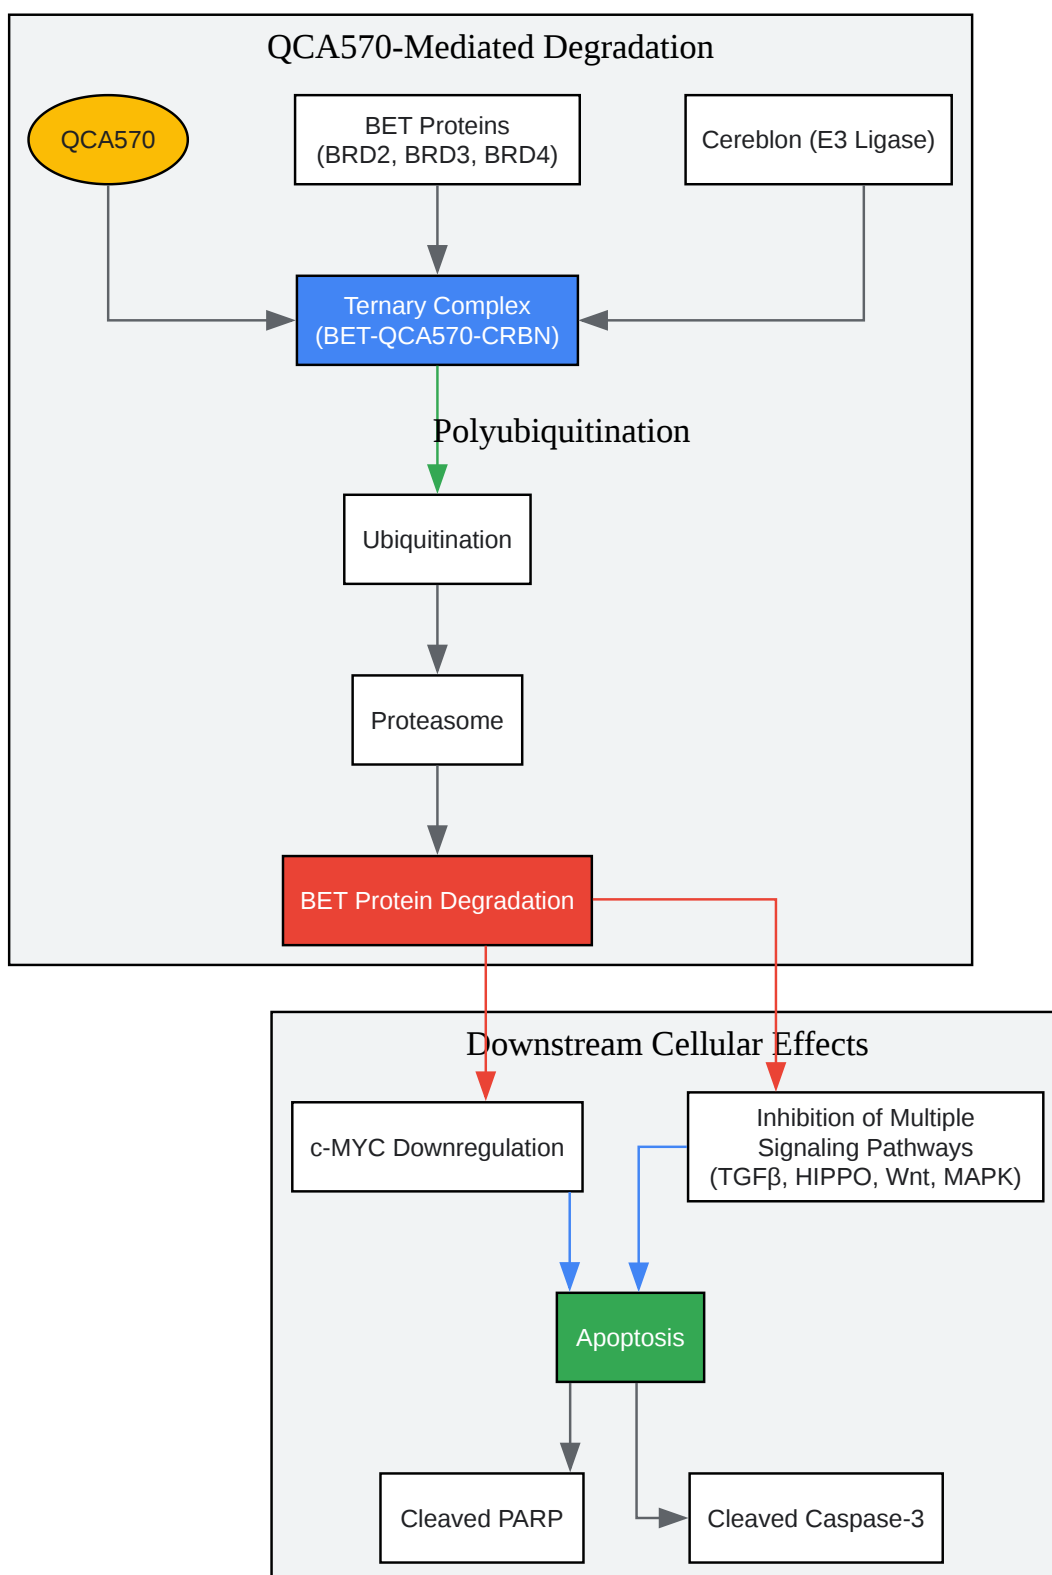 QCA570-Mediated Degradation
QCA570
BET Proteins
(BRD2, BRD3, BRD4)
Cereblon (E3 Ligase)
Ternary Complex
(BET-QCA570-CRBN)
Polyubiquitination
Ubiquitination
Proteasome
BET Protein Degradation
Downstream Cellular Effects
c-MYC Downregulation
Inhibition of Multiple
Signaling Pathways
(TGFβ, HIPPO, Wnt, MAPK)
Apoptosis
Cleaved PARP
Cleaved Caspase-3